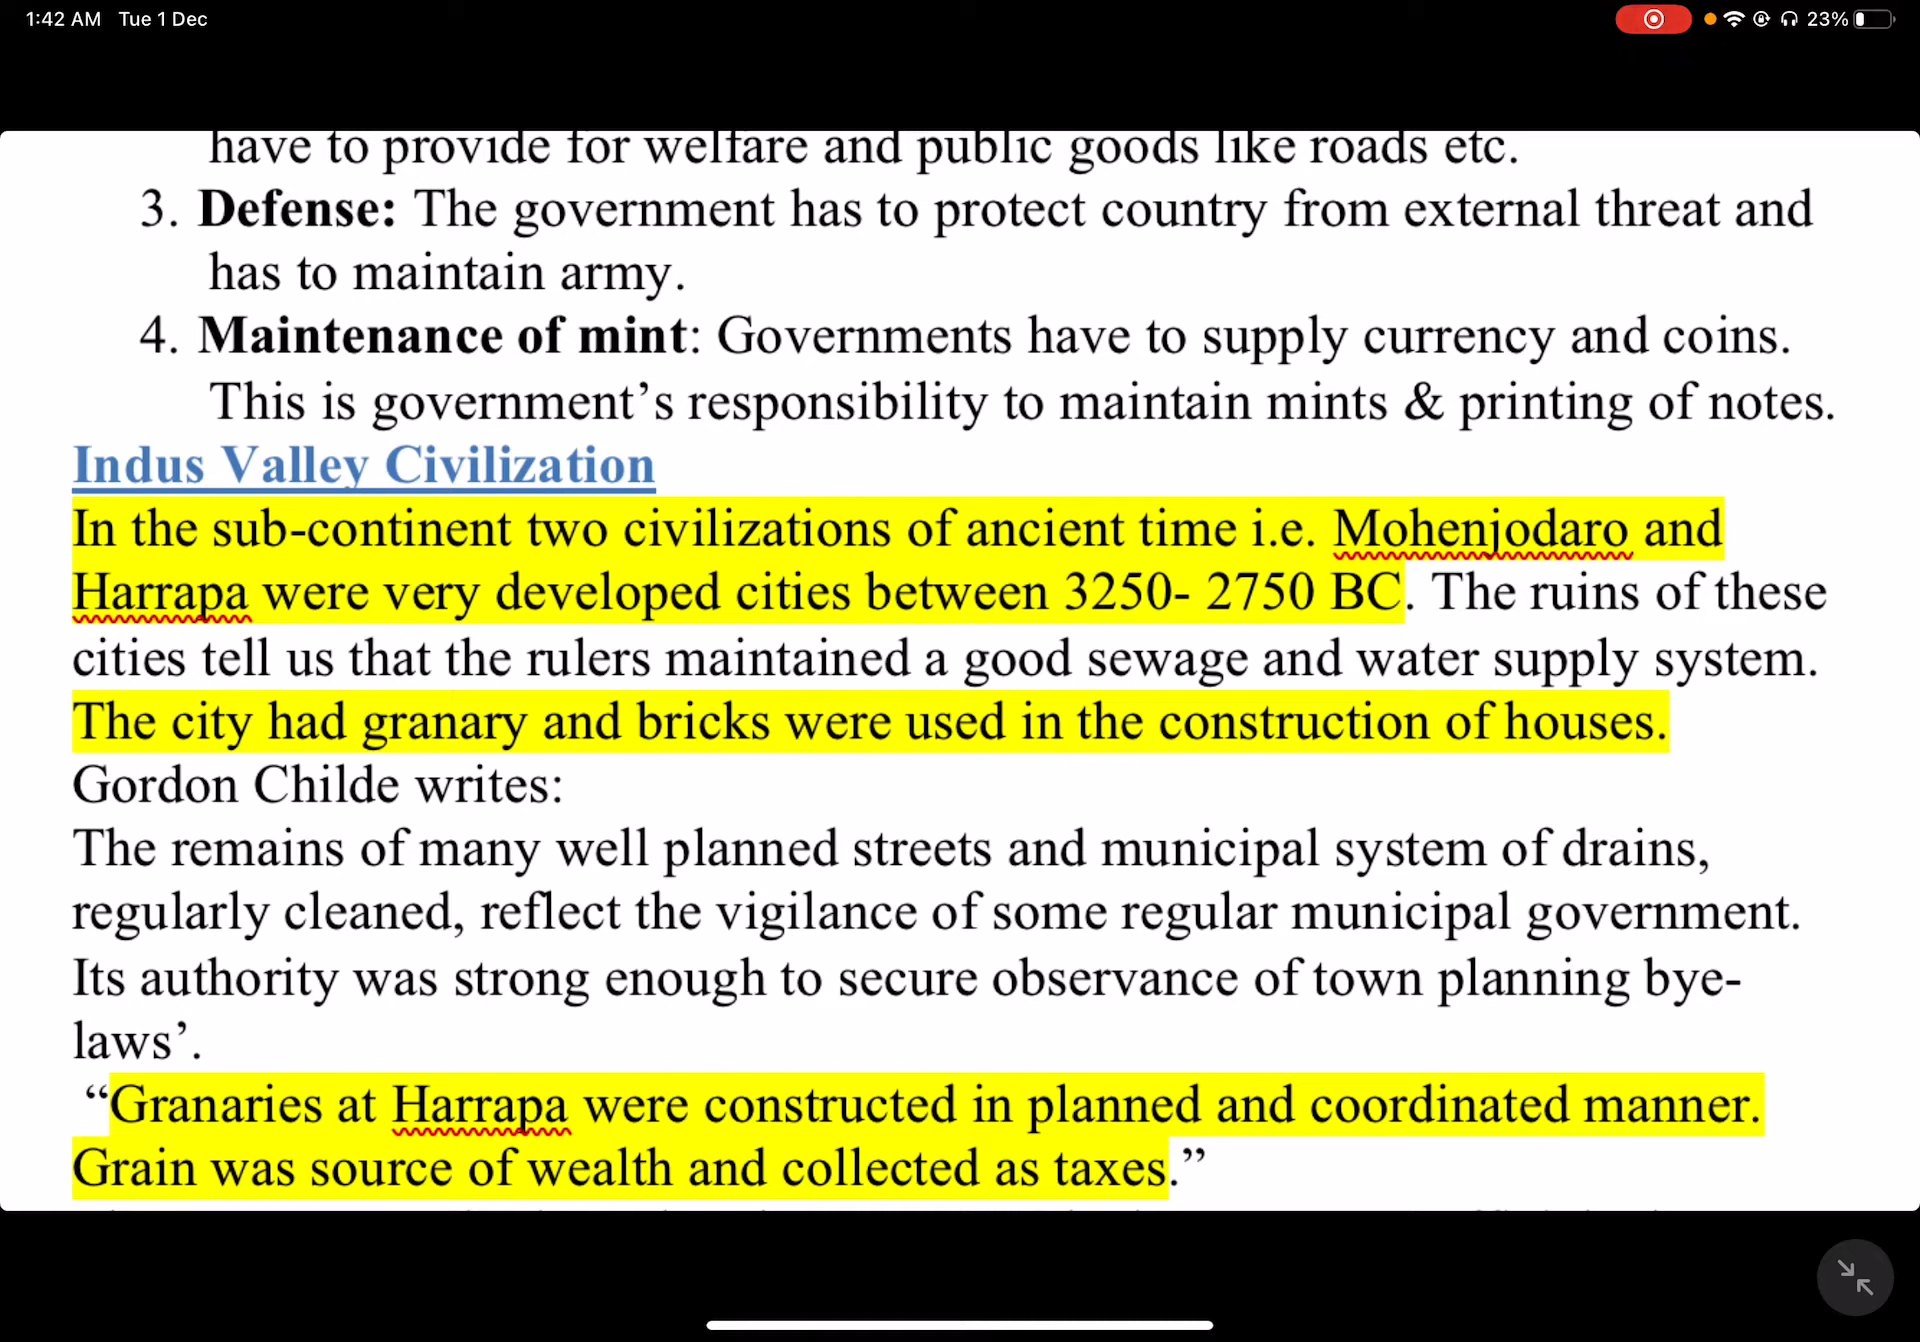 1:42 AM Tue 1 Dec
23%
have to provide for welfare and public goods like roads etc.
3. Defense: The government has to protect country from external threat and
has to maintain army.
4. Maintenance of mint: Governments have to supply currency and coins.
This is government’s responsibility to maintain mints & printing of notes.
Indus Valley Civilization
In the sub-continent two civilizations of ancient time i.e. Mohenjodaro and
Harrapa were very developed cities between 3250- 2750 BC. The ruins of these
cities tell us that the rulers maintained a good sewage and water supply system.
The city had granary and bricks were used in the construction of houses.
Gordon Childe writes:
The remains of many well planned streets and municipal system of drains,
regularly cleaned, reflect the vigilance of some regular municipal government.
Its authority was strong enough to secure observance of town planning bye-
laws’.
“Granaries at Harrapa were constructed in planned and coordinated manner.
Grain was source of wealth and collected as taxes.”